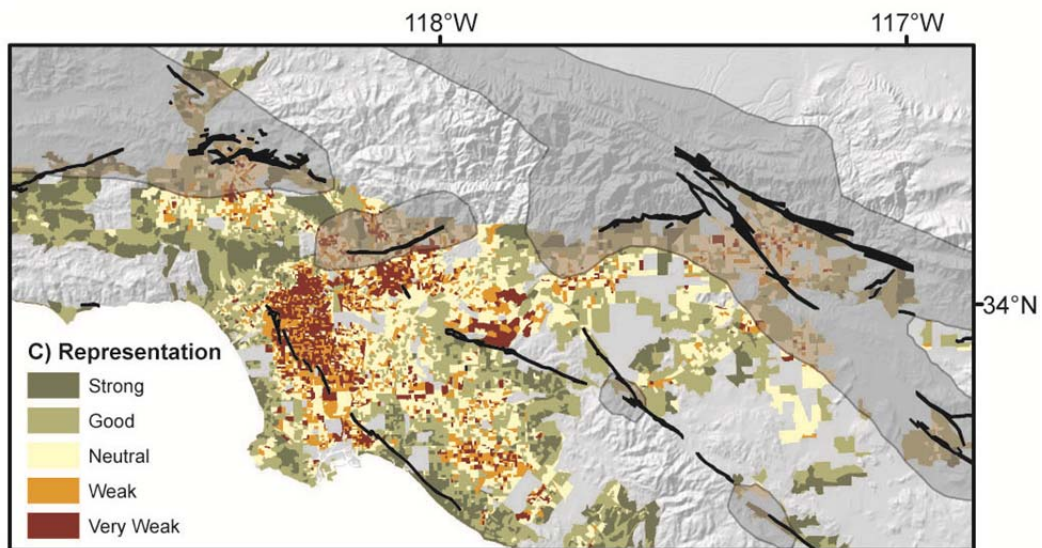 118°W
117°W
34°N
C) Representation
Strong
Good
Neutral
Weak
Very Weak